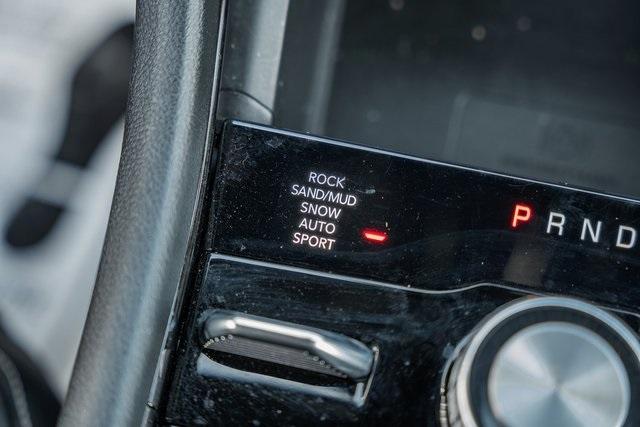 ROCK
SAND/MUD
SNOW
AUTO
SPORT
P R N D